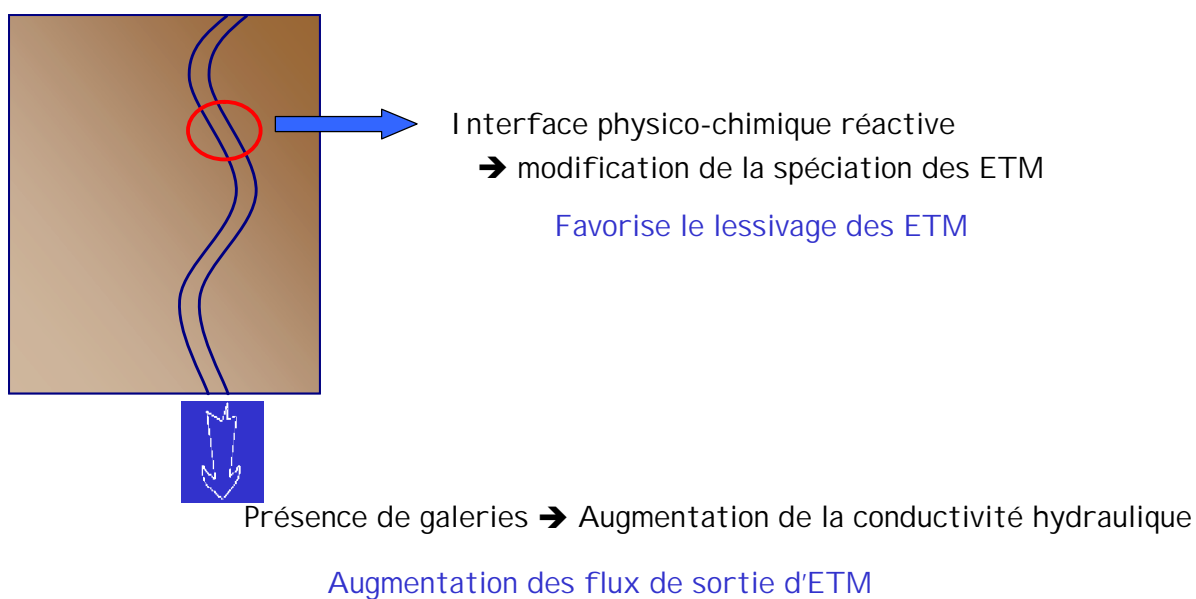 Interface physico-chimique réactive
➔ modification de la spéciation des ETM
Favorise le lessivage des ETM
Présence de galeries ➔ Augmentation de la conductivité hydraulique
Augmentation des flux de sortie d'ETM